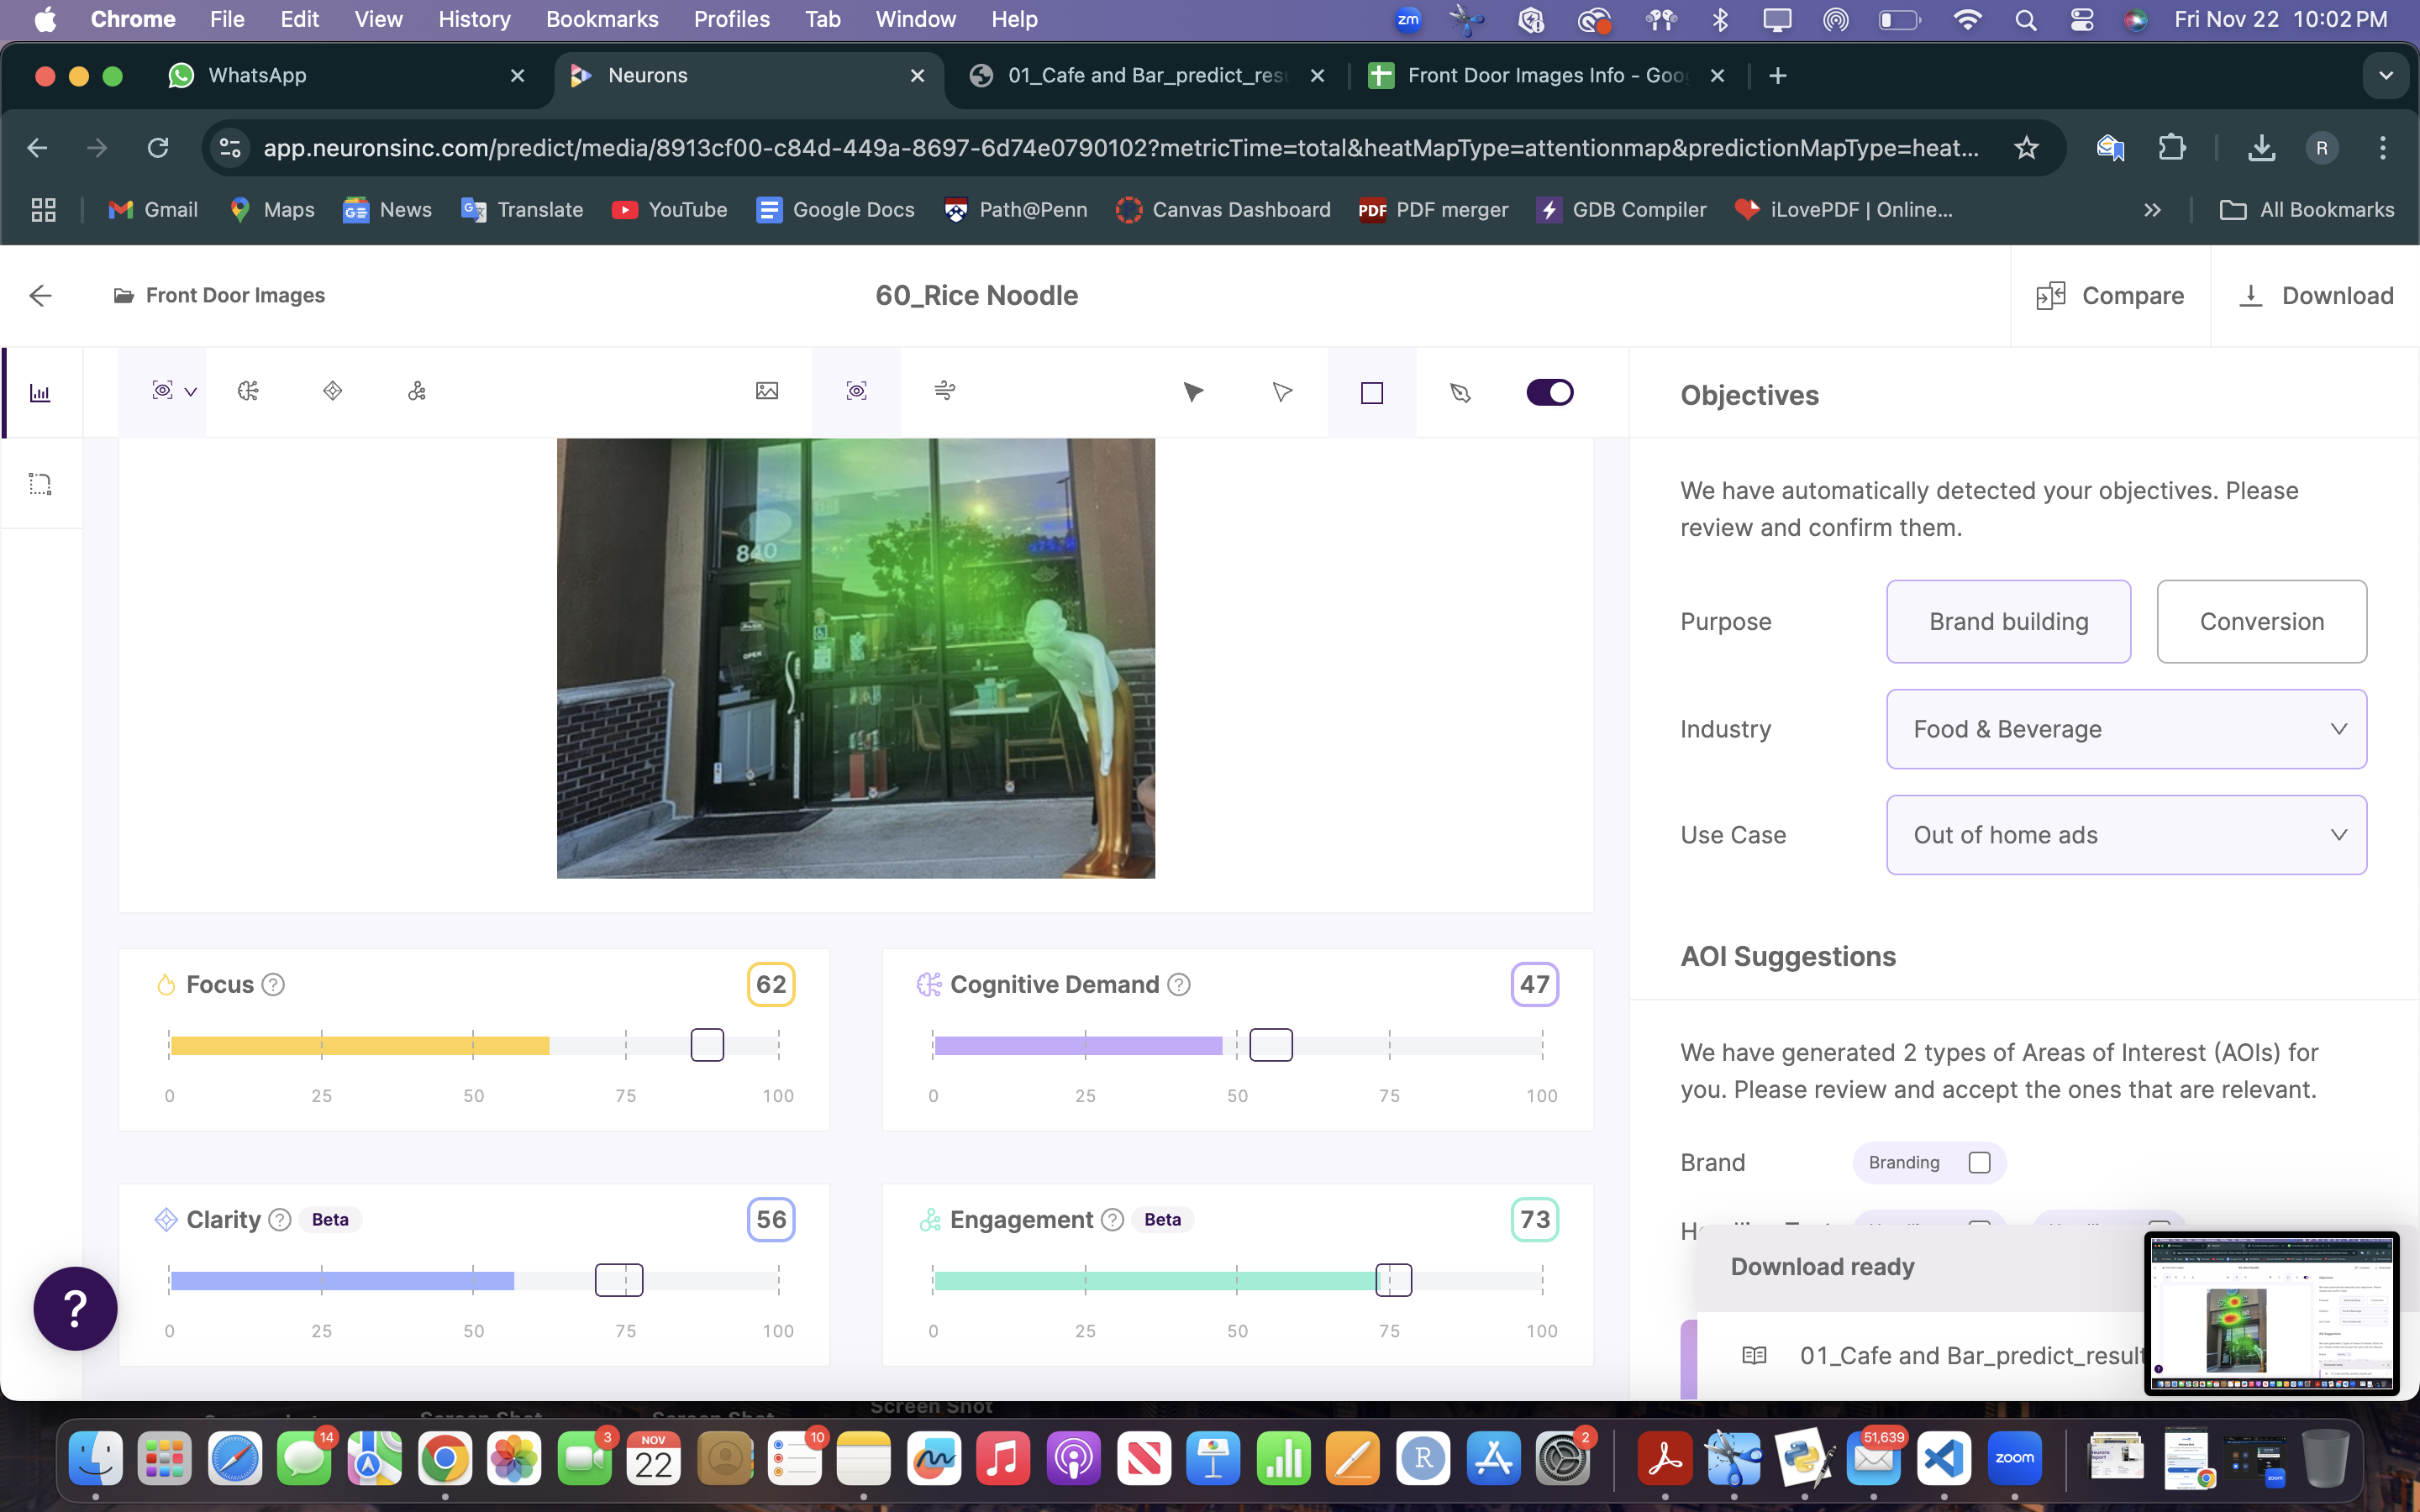 Chrome File Edit View History Bookmarks Profiles Tab Window Help zm Fri Nov 22 10:02 PM
WhatsApp Neurons 01_Cafe and Bar_predict_resu Front Door Images Info - Goo
app.neuronsinc.com/predict/media/8913cf00-c84d-449a-8697-6d74e0790102?metricTime=total&heatMapType=attentionmap&predictionMapType=heat... R
Gmail Maps News Translate YouTube Google Docs Path@Penn Canvas Dashboard PDF PDF merger GDB Compiler iLovePDF | Online... All Bookmarks
Front Door Images 60_Rice Noodle Compare Download
Objectives
We have automatically detected your objectives. Please
review and confirm them.
840
OPEN
Purpose Brand building Conversion
Industry Food & Beverage
Use Case Out of home ads
AOI Suggestions
We have generated 2 types of Areas of Interest (AOIs) for
you. Please review and accept the ones that are relevant.
Brand Branding
Focus ? 62
0 25 50 75 100
Cognitive Demand ? 47
0 25 50 75 100
Clarity ? Beta 56
0 25 50 75 100
Engagement ? Beta 73
0 25 50 75 100
?
Download ready
01_Cafe and Bar_predict_result
Screen Shot
14 3 NOV 22 10 R 2 51,639 zoom